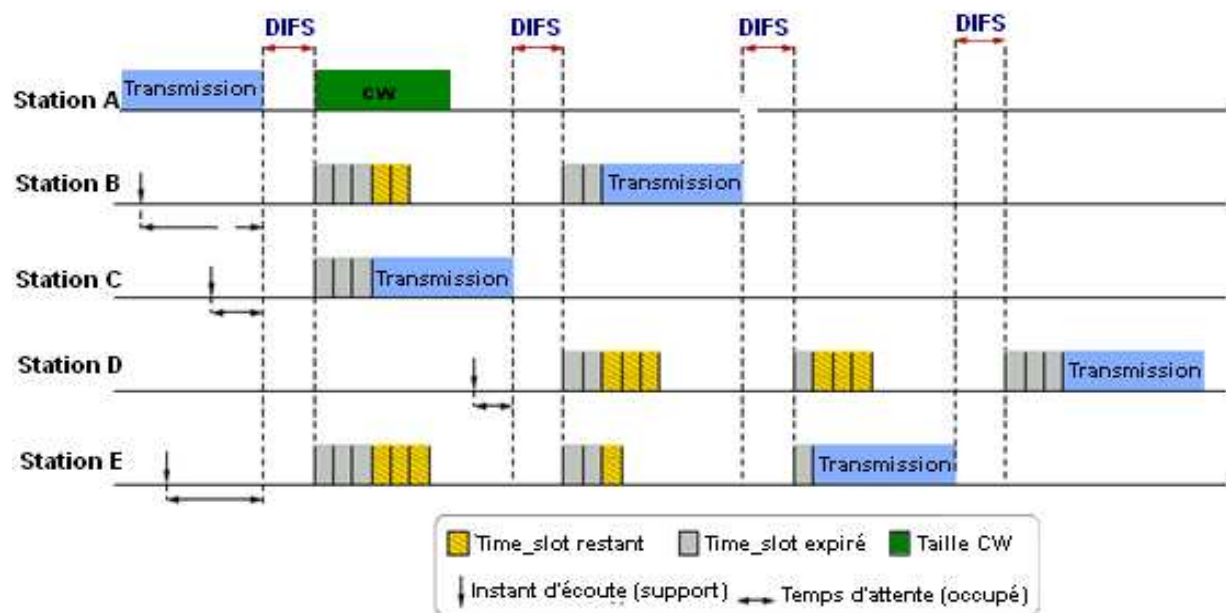 DIFS DIFS DIFS DIFS
Station A Transmission CW
Station B Transmission
Station C Transmission
Station D Transmission
Station E Transmission
Time_slot restant Time_slot expiré Taille CW
Instant d'écoute (support) Temps d'attente (occupé)